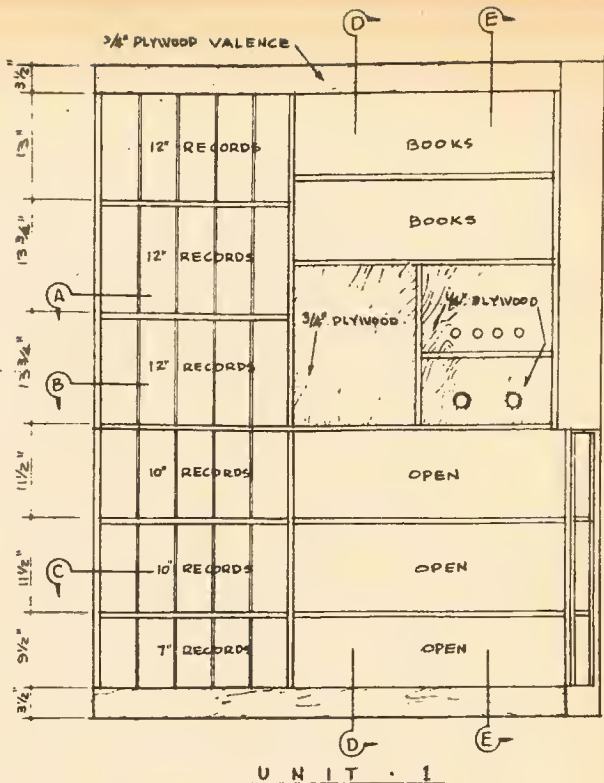 D
E
3/4" PLYWOOD VALENCE
3 1/2"
13"
12" RECORDS
BOOKS
13 3/4"
12" RECORDS
BOOKS
A
3/4" PLYWOOD
1/4" PLYWOOD
13 3/4"
12" RECORDS
B
11 1/2"
10" RECORDS
OPEN
11 1/2"
C
10" RECORDS
OPEN
9 1/2"
7" RECORDS
OPEN
3 1/2"
D
E
UNIT · 1